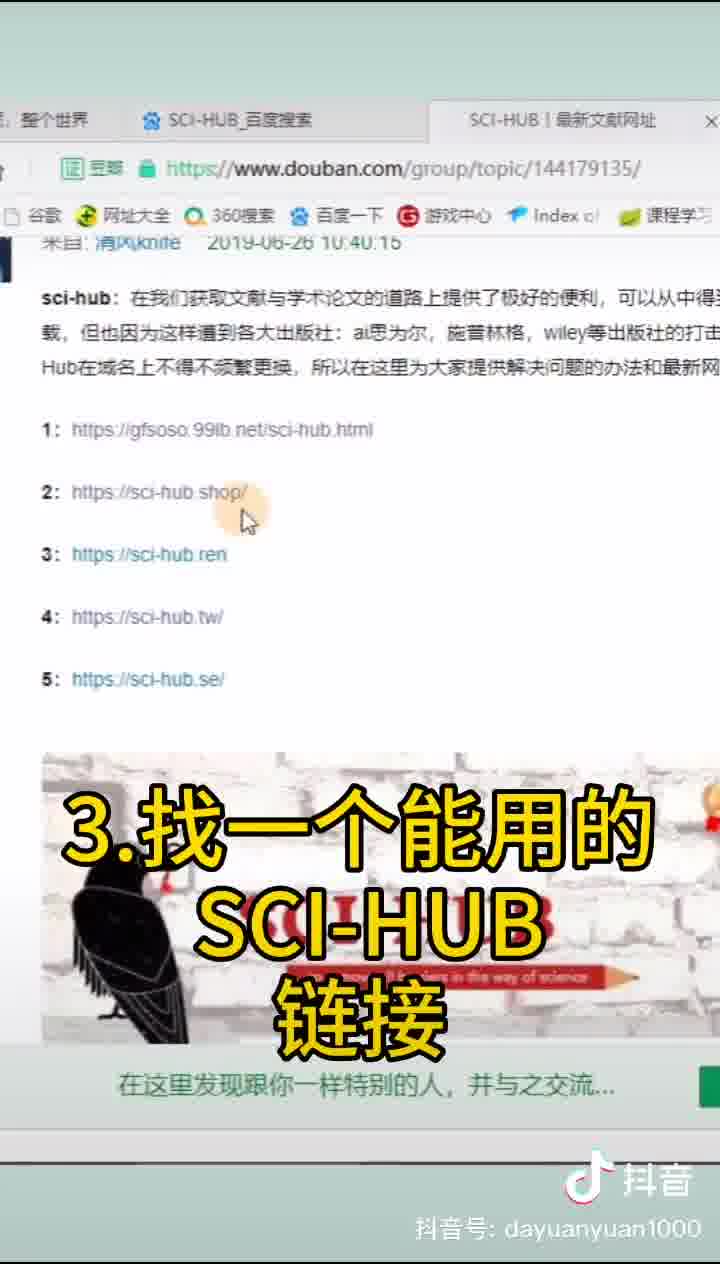 整个世界
SCI-HUB_百度搜索
SCI-HUB | 最新文献网址
证 豆瓣 https://www.douban.com/group/topic/144179135/
谷歌 网址大全 360搜索 百度一下 游戏中心 Index 课程学习
来自: 清风knife 2019-06-26 10:40:15
sci-hub：在我们获取文献与学术论文的道路上提供了极好的便利，可以从中得
载，但也因为这样遭到各大出版社：al思为尔，施普林格，wiley等出版社的打击
Hub在域名上不得不频繁更换，所以在这里为大家提供解决问题的办法和最新网
1：https://gfsoso.99lb.net/sci-hub.html
2：https://sci-hub.shop/
3：https://sci-hub.ren
4：https://sci-hub.tw/
5：https://sci-hub.se/
3.找一个能用的
SCI-HUB
in the way of science
链接
在这里发现跟你一样特别的人，并与之交流...
抖音
抖音号: dayuanyuan1000